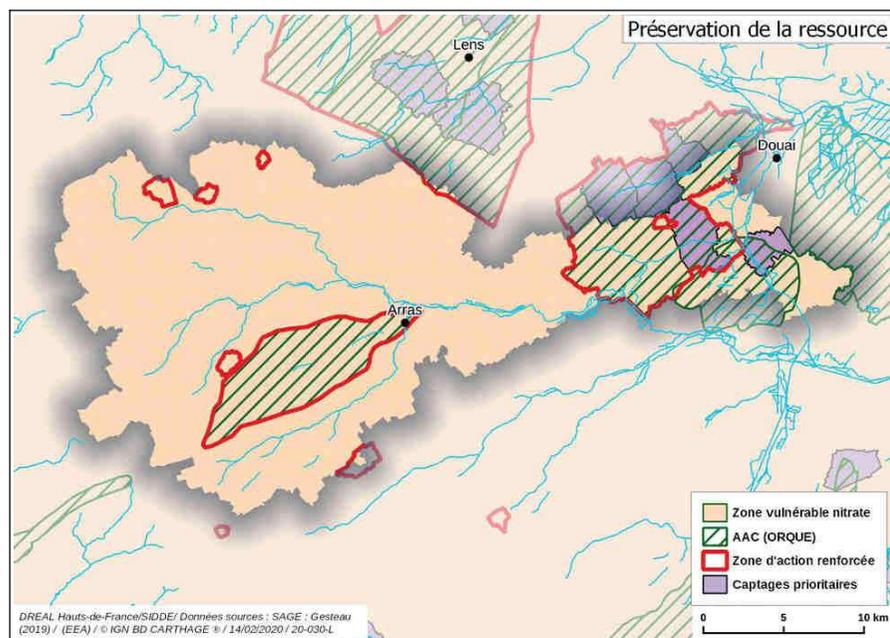 Préservation de la ressource
Lens
Douai
Arras
Zone vulnérable nitrate
AAC (ORQUE)
Zone d'action renforcée
Captages prioritaires
0 5 10 km
DREAL Hauts-de-France/SIDDE/ Données sources : SAGE : Gesteau
(2019) / (EEA) / © IGN BD CARTHAGE ® / 14/02/2020 / 20-030-L